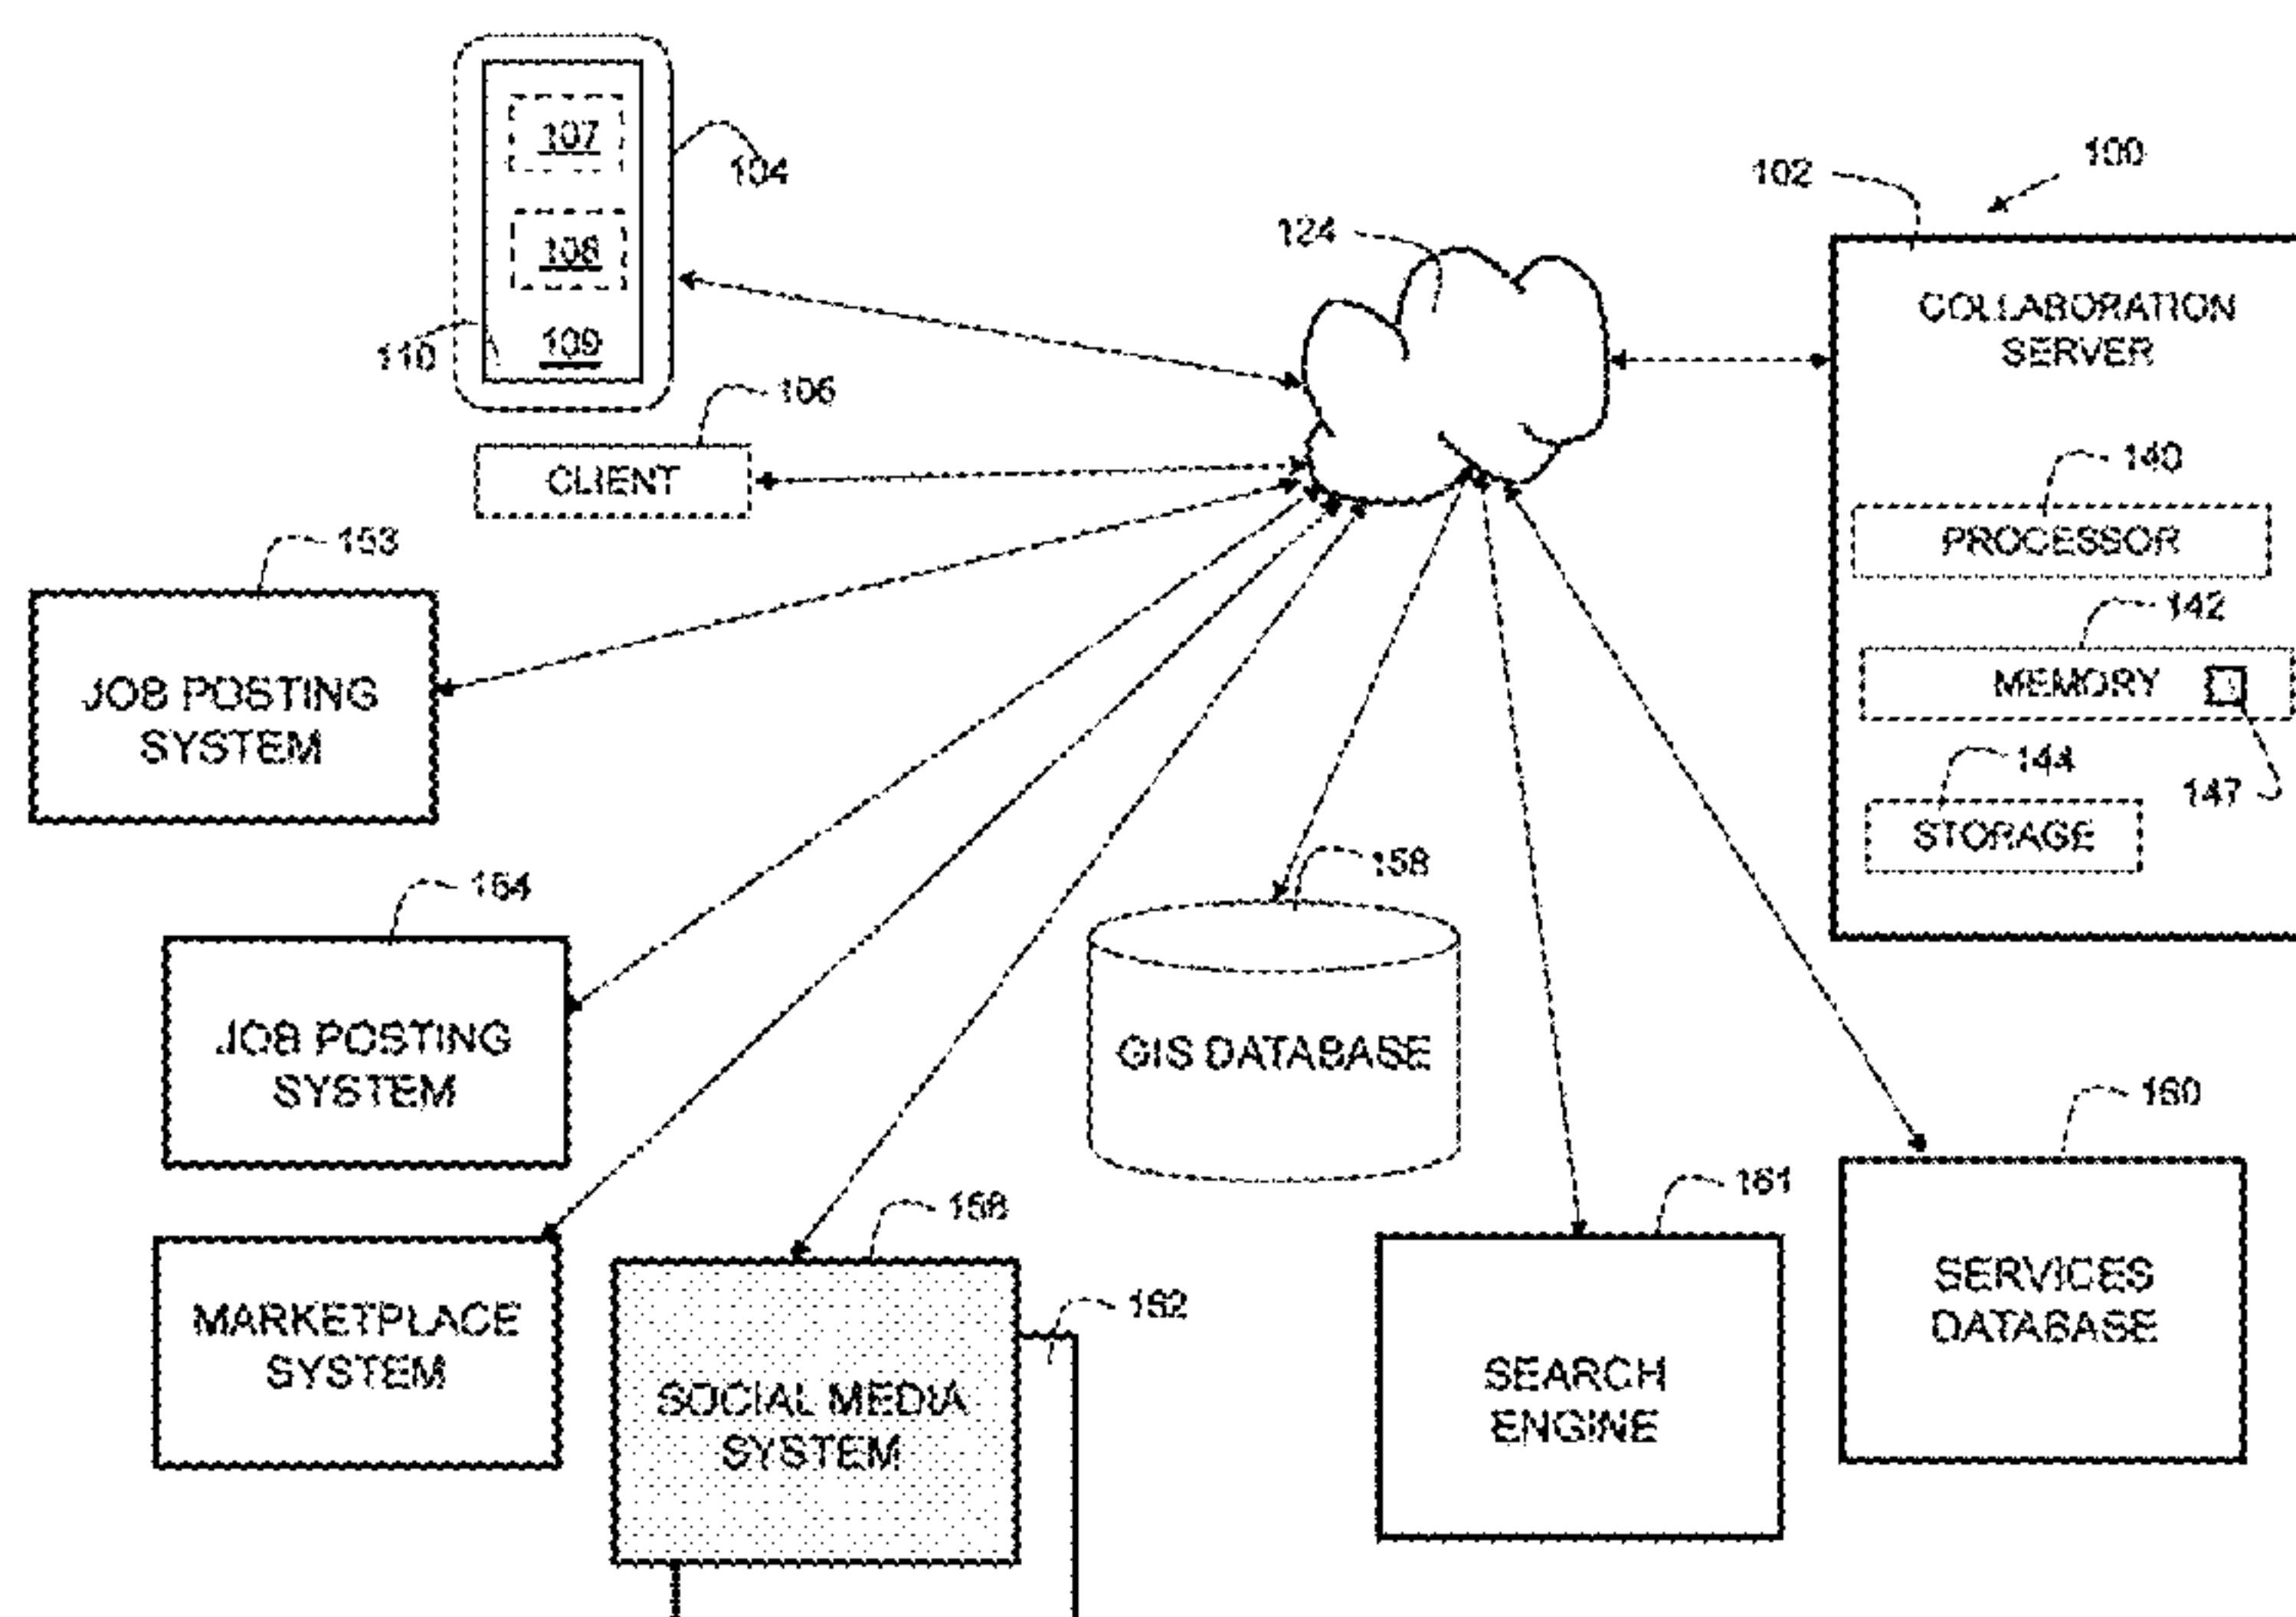 107
104
108
110
109
106
CLIENT
124
102
100
COLLABORATION
SERVER
140
PROCESSOR
142
MEMORY
144
147
STORAGE
153
JOB POSTING
SYSTEM
154
JOB POSTING
SYSTEM
158
GIS DATABASE
MARKETPLACE
SYSTEM
156
162
SOCIAL MEDIA
SYSTEM
161
SEARCH
ENGINE
160
SERVICES
DATABASE